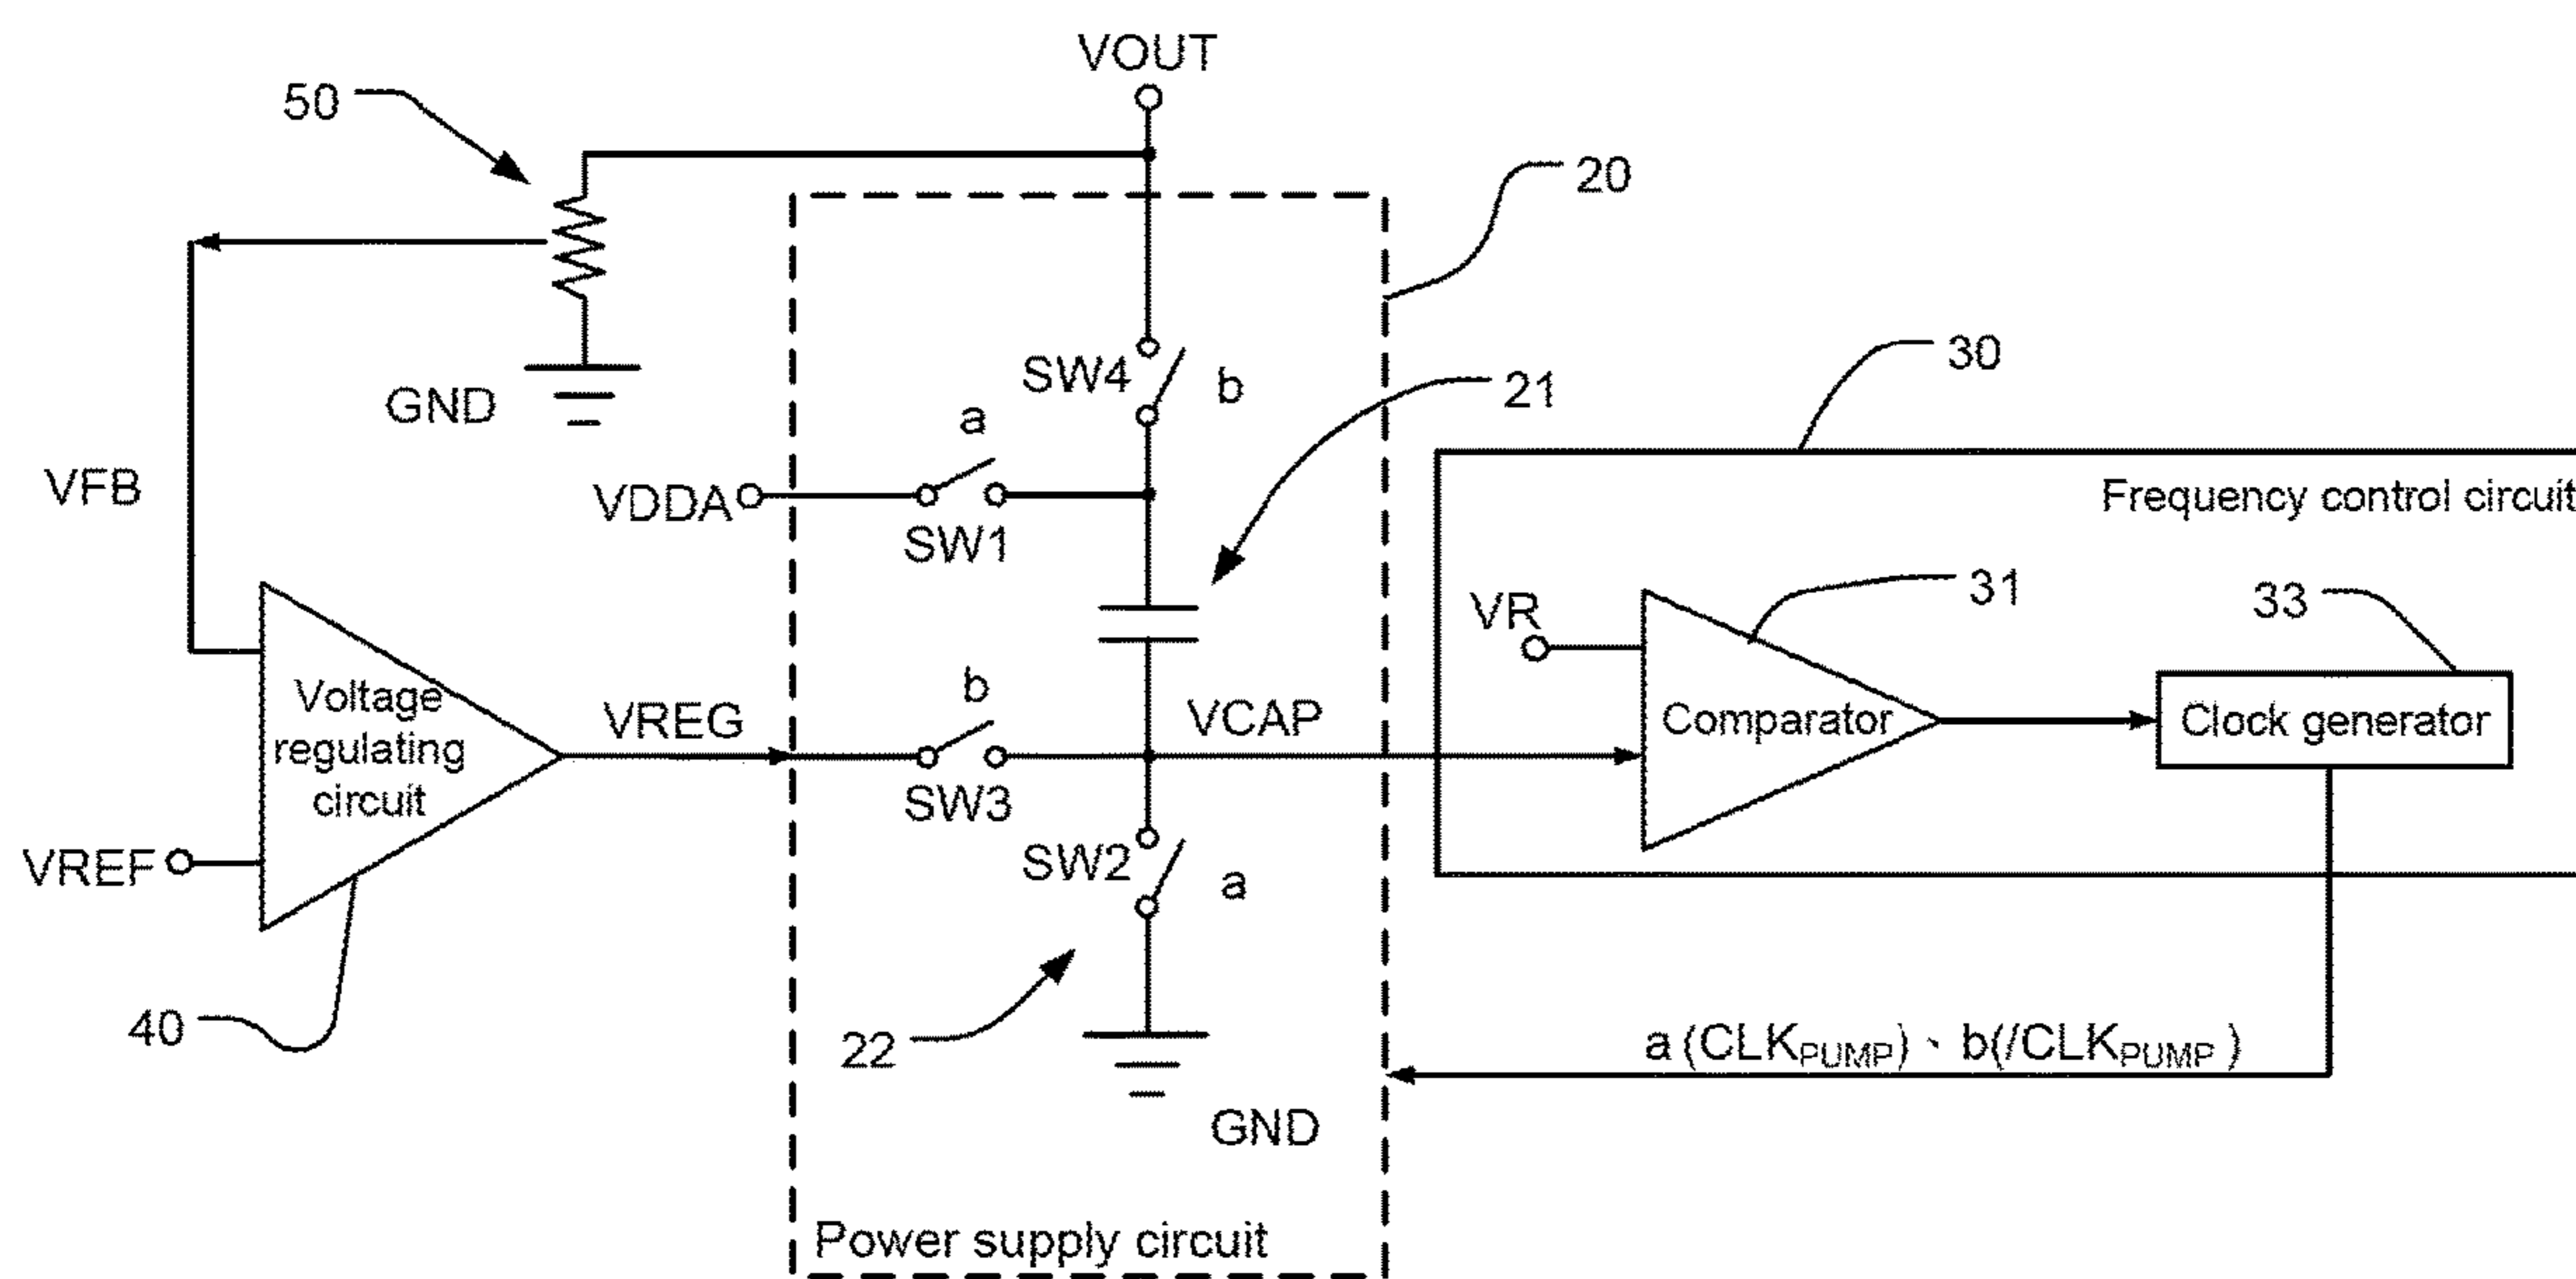 VOUT
50
20
30
SW4
b
21
GND
a
VFB
VDDA
Frequency control circuit
SW1
VR
31
33
b
Voltage
regulating
circuit
VREG
VCAP
Comparator
Clock generator
SW3
VREF
SW2
a
40
22
a (CLKPUMP)、 b(/CLKPUMP )
GND
Power supply circuit